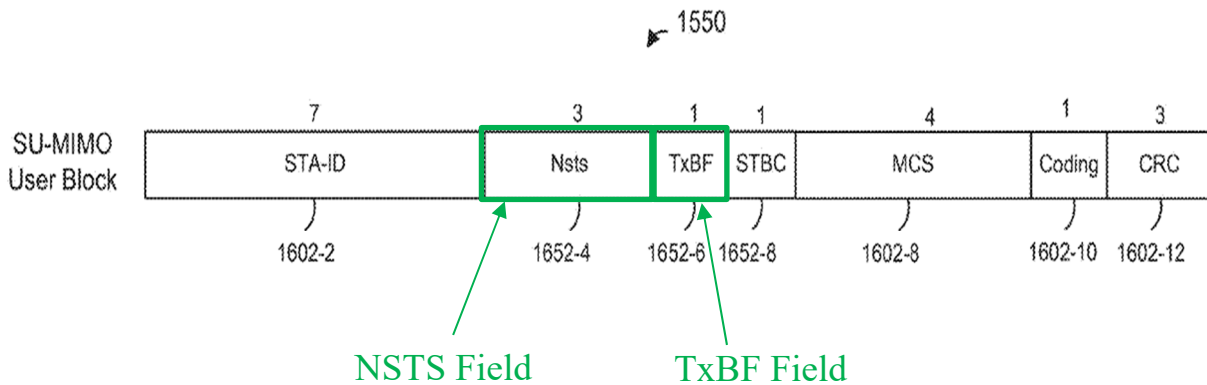 1550
7 3 1 1 4 1 3
SU-MIMO
User Block
STA-ID Nsts TxBF STBC MCS Coding CRC
1602-2 1652-4 1652-6 1652-8 1602-8 1602-10 1602-12
NSTS Field TxBF Field